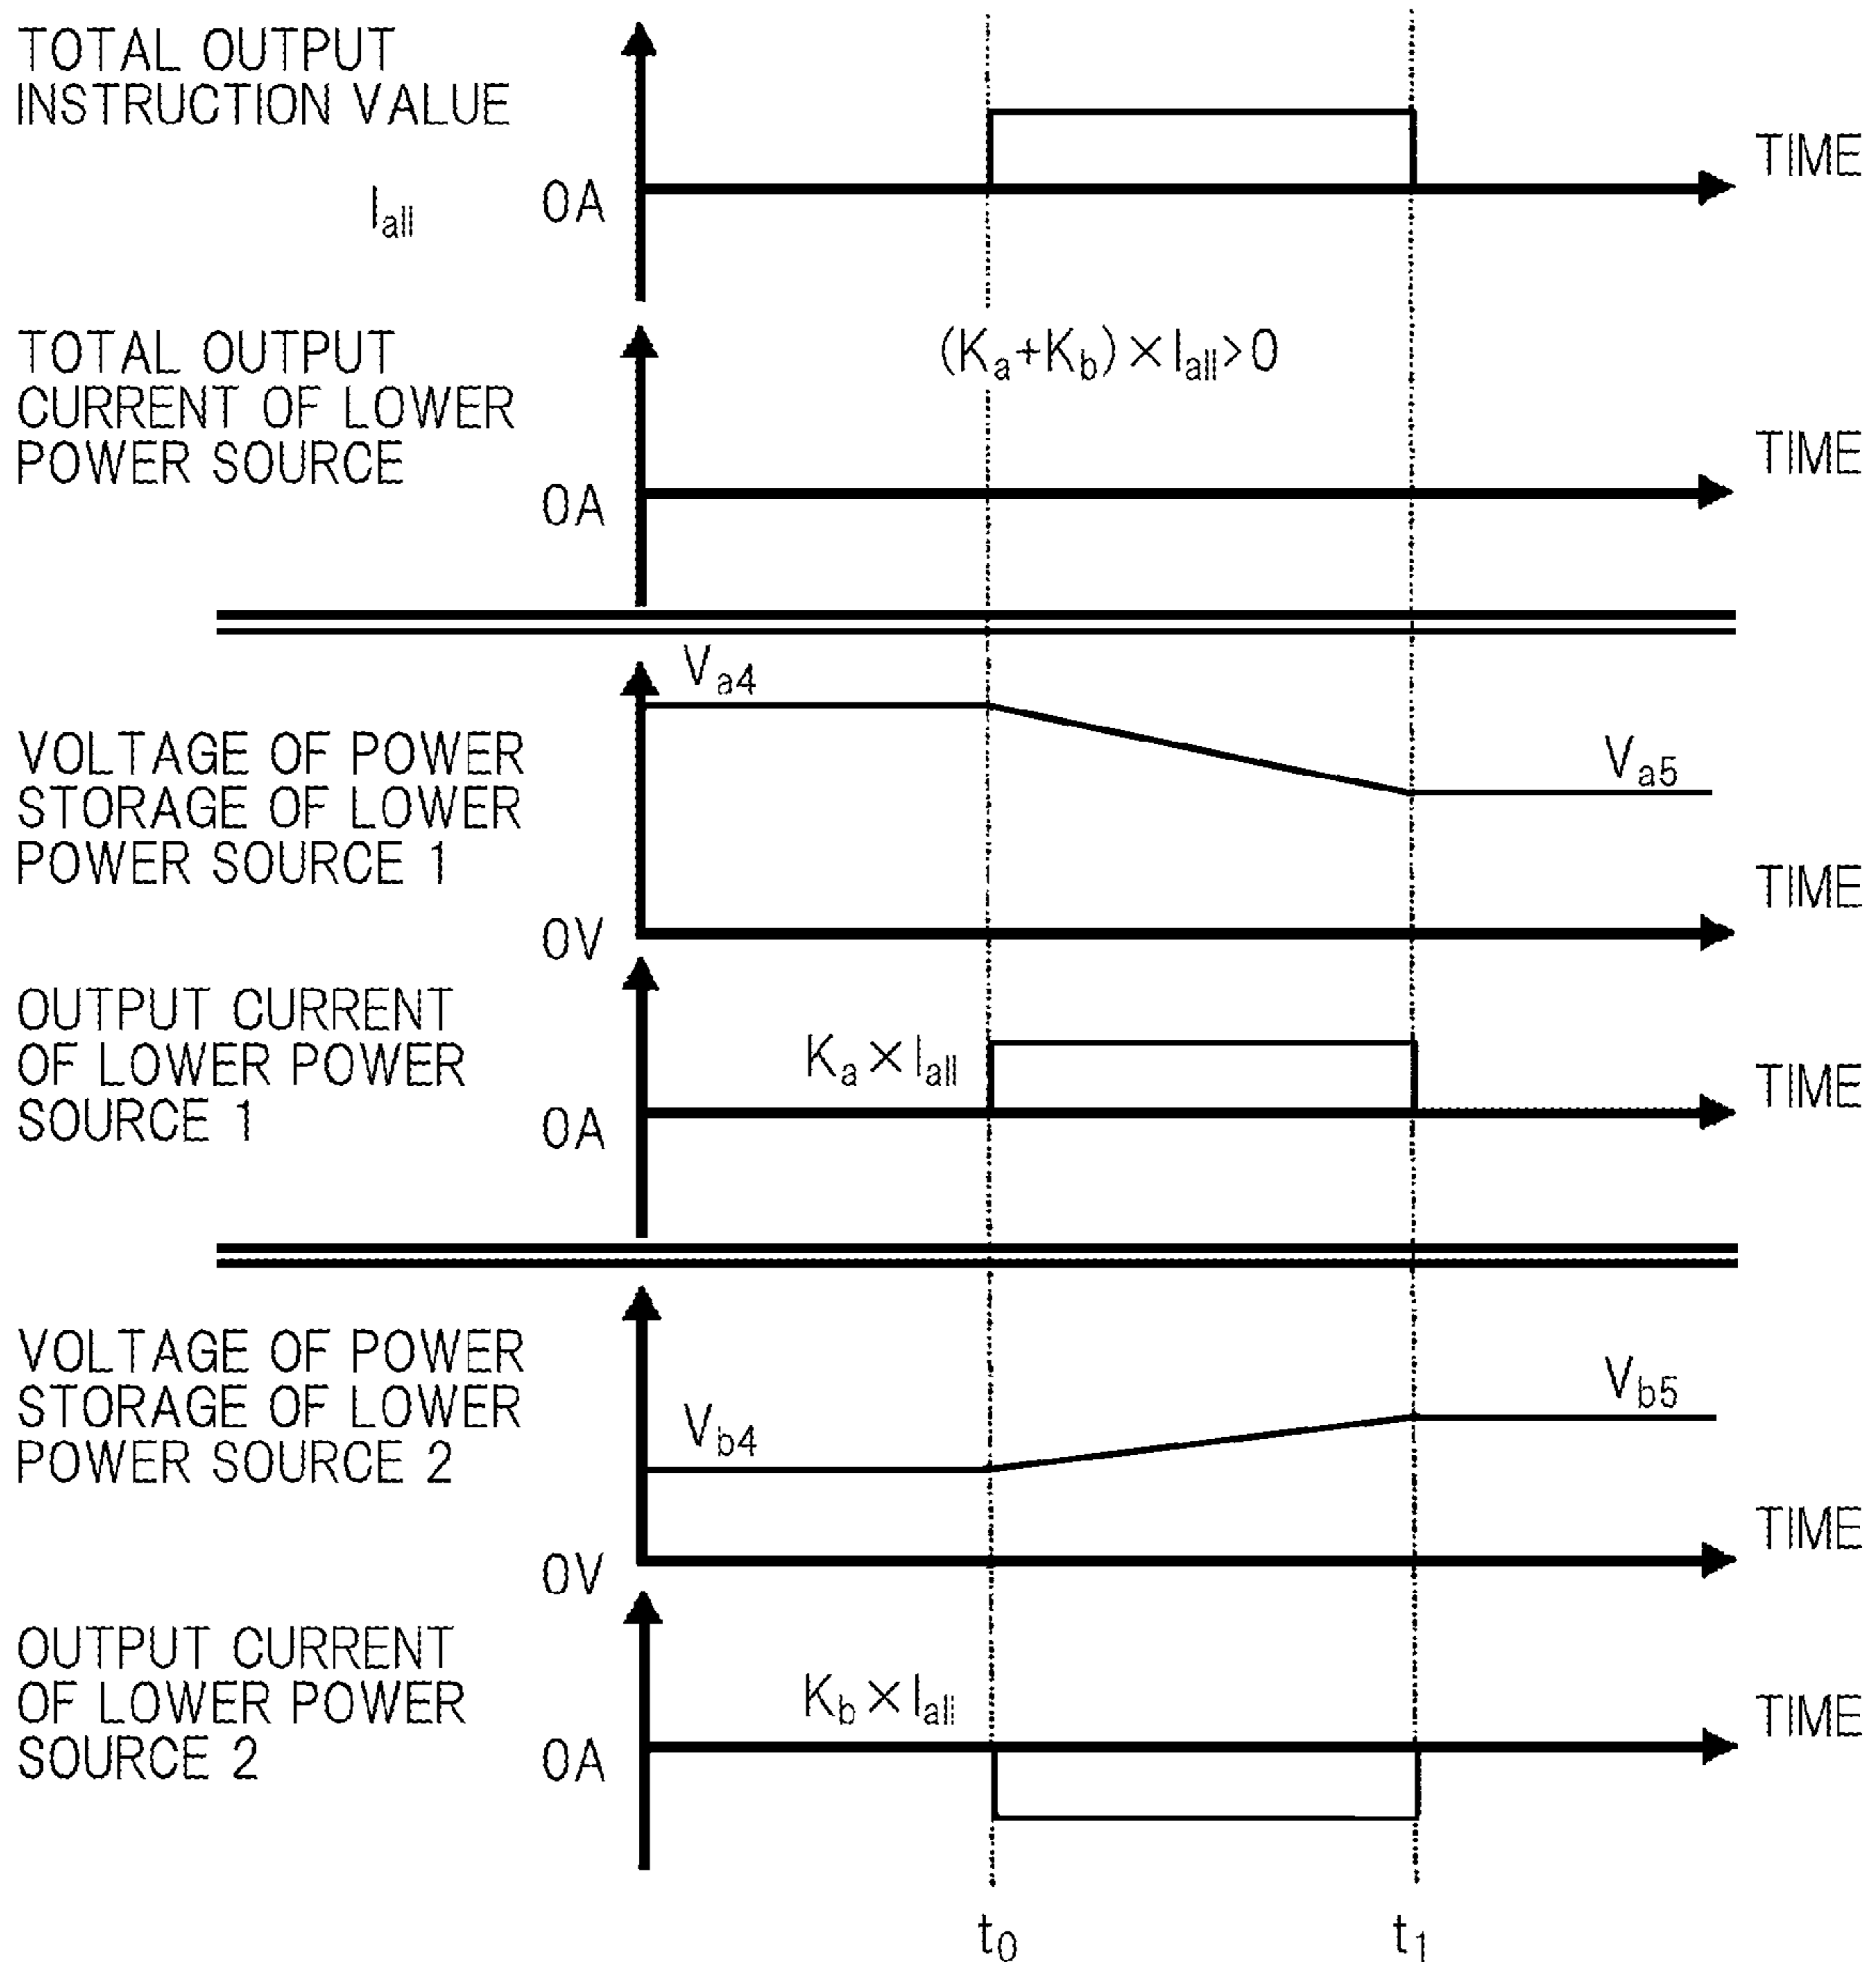 TOTAL OUTPUT
INSTRUCTION VALUE
I_all
0A
TIME
TOTAL OUTPUT
CURRENT OF LOWER
POWER SOURCE
(K_a+K_b)×I_all>0
0A
TIME
VOLTAGE OF POWER
STORAGE OF LOWER
POWER SOURCE 1
V_a4
V_a5
0V
TIME
OUTPUT CURRENT
OF LOWER POWER
SOURCE 1
K_a×I_all
0A
TIME
VOLTAGE OF POWER
STORAGE OF LOWER
POWER SOURCE 2
V_b4
V_b5
0V
TIME
OUTPUT CURRENT
OF LOWER POWER
SOURCE 2
K_b×I_all
0A
TIME
t_0
t_1